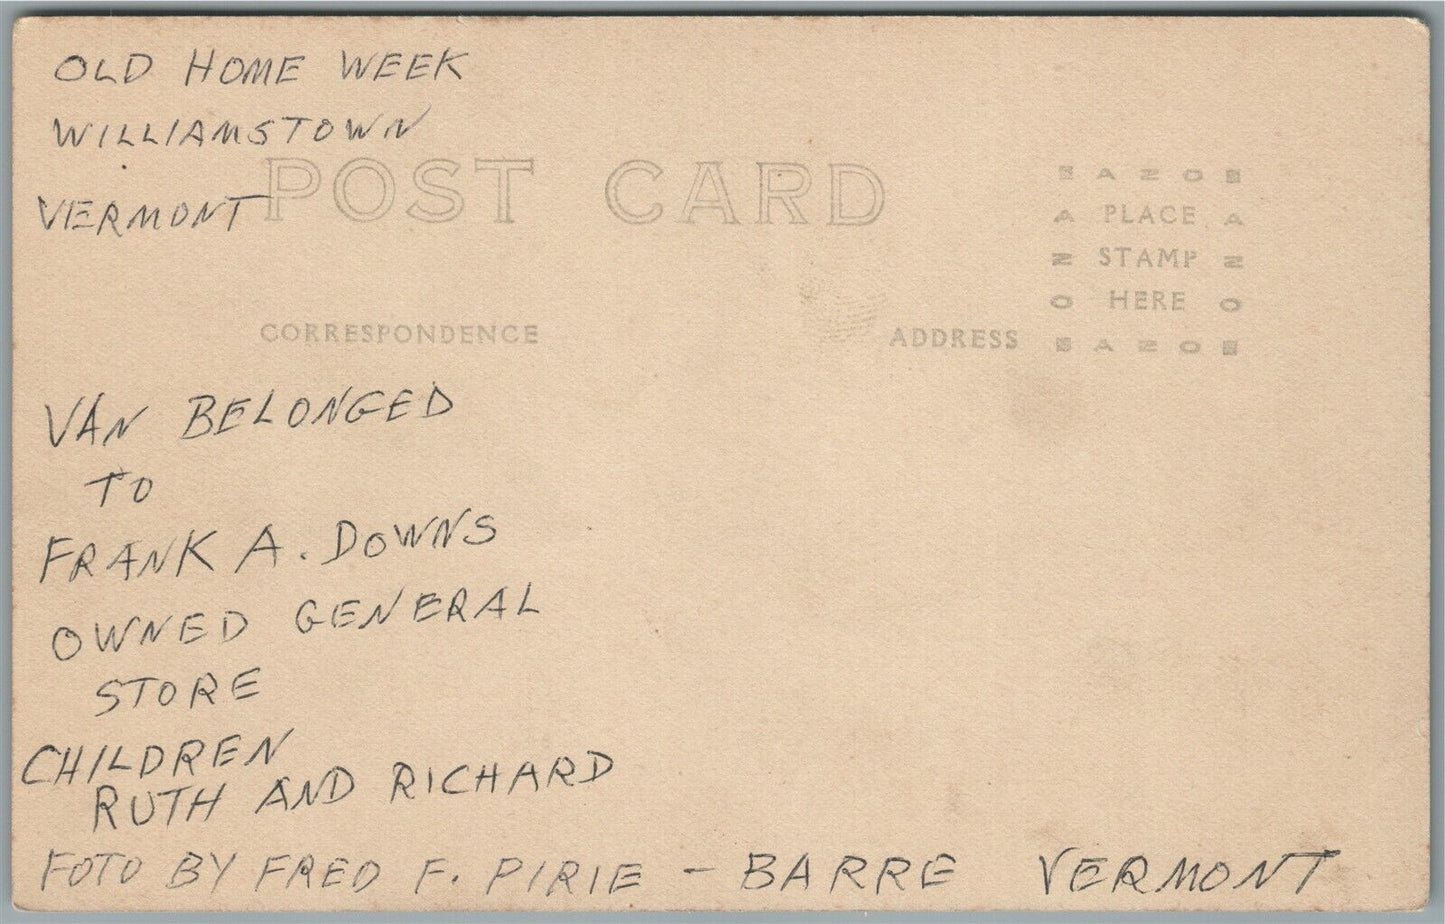 OLD HOME WEEK
WILLIAMSTOWN
VERMONT
POST CARD
E A Z O E
A PLACE A
Z STAMP Z
O HERE O
E A Z O E
CORRESPONDENCE
ADDRESS
VAN BELONGED
TO
FRANK A. DOWNS
OWNED GENERAL
STORE
CHILDREN
RUTH AND RICHARD
FOTO BY FRED F. PIRIE - BARRE VERMONT